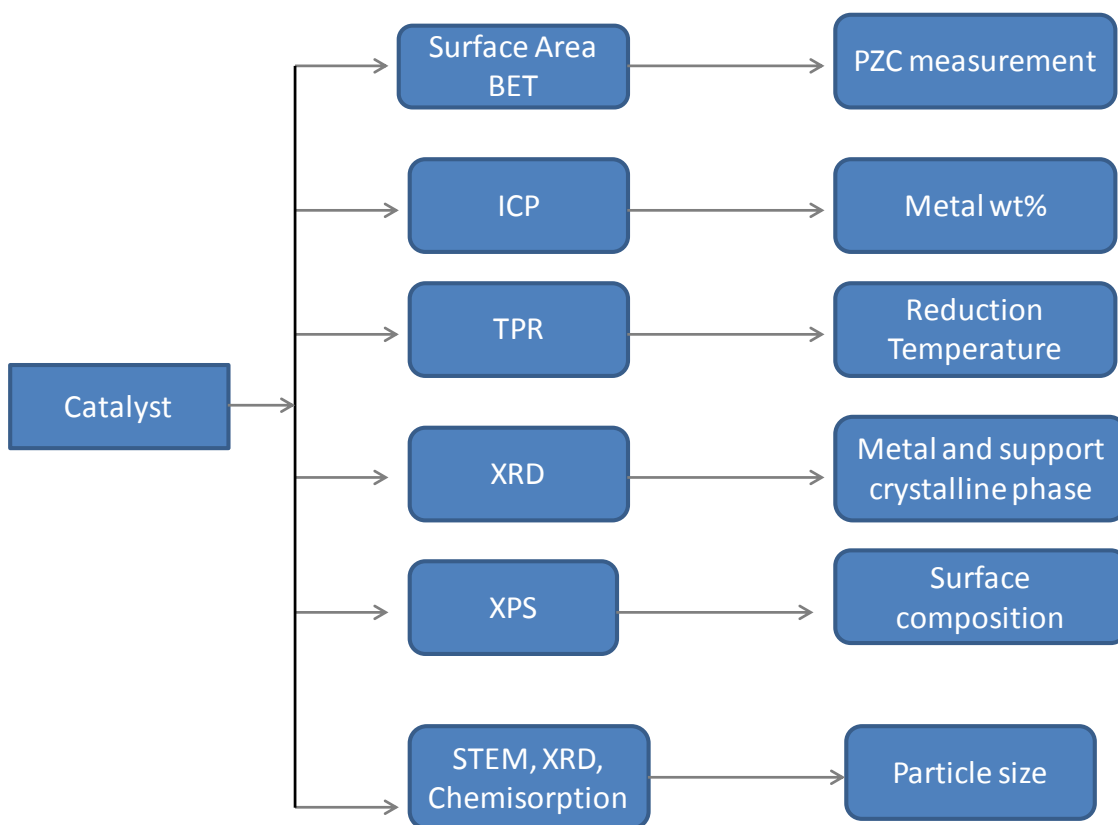 Surface Area
BET
PZC measurement
ICP
Metal wt%
TPR
Reduction
Temperature
Catalyst
XRD
Metal and support
crystalline phase
XPS
Surface
composition
STEM, XRD,
Chemisorption
Particle size